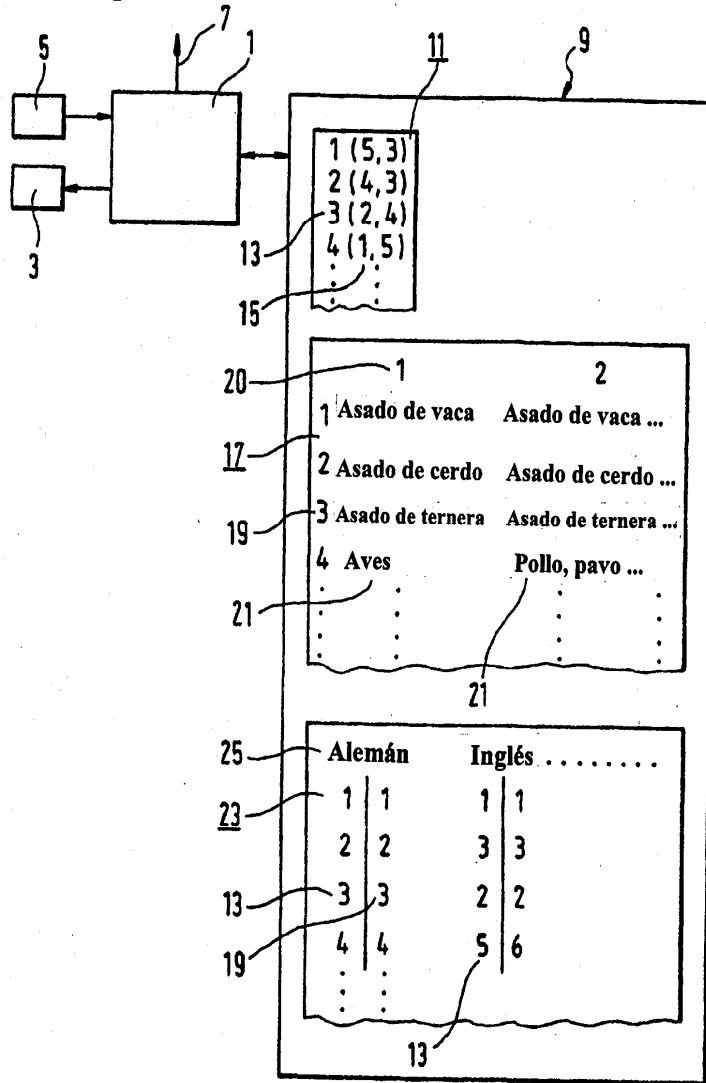 7
5
1
9
11
3
1 (5,3)
2 (4,3)
3 (2,4)
4 (1,5)
13
15
20
1 2
1 Asado de vaca Asado de vaca ...
17
2 Asado de cerdo Asado de cerdo ...
19
3 Asado de ternera Asado de ternera ...
4 Aves Pollo, pavo ...
21
21
25
Alemán Inglés ........
23
1 1 1 1
2 2 3 3
13
3 3 2 2
19
4 4 5 6
13